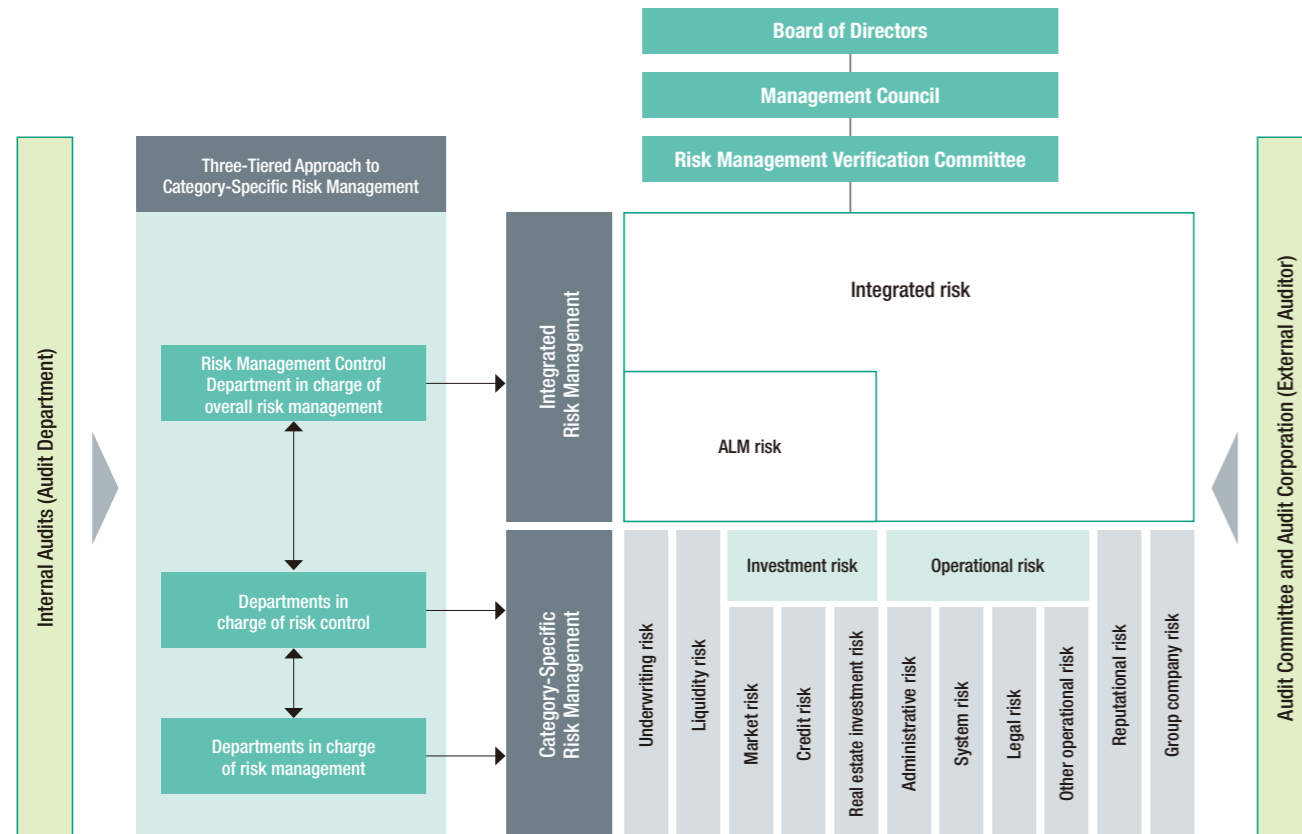 Board of Directors
Management Council
Risk Management Verification Committee
Internal Audits (Audit Department)
Three-Tiered Approach to
Category-Specific Risk Management
Risk Management Control
Department in charge of
overall risk management
Departments in
charge of risk control
Departments in charge
of risk management
Integrated
Risk Management
Category-Specific
Risk Management
Integrated risk
ALM risk
Underwriting risk
Liquidity risk
Investment risk
Market risk
Credit risk
Real estate investment risk
Operational risk
Administrative risk
System risk
Legal risk
Other operational risk
Reputational risk
Group company risk
Audit Committee and Audit Corporation (External Auditor)